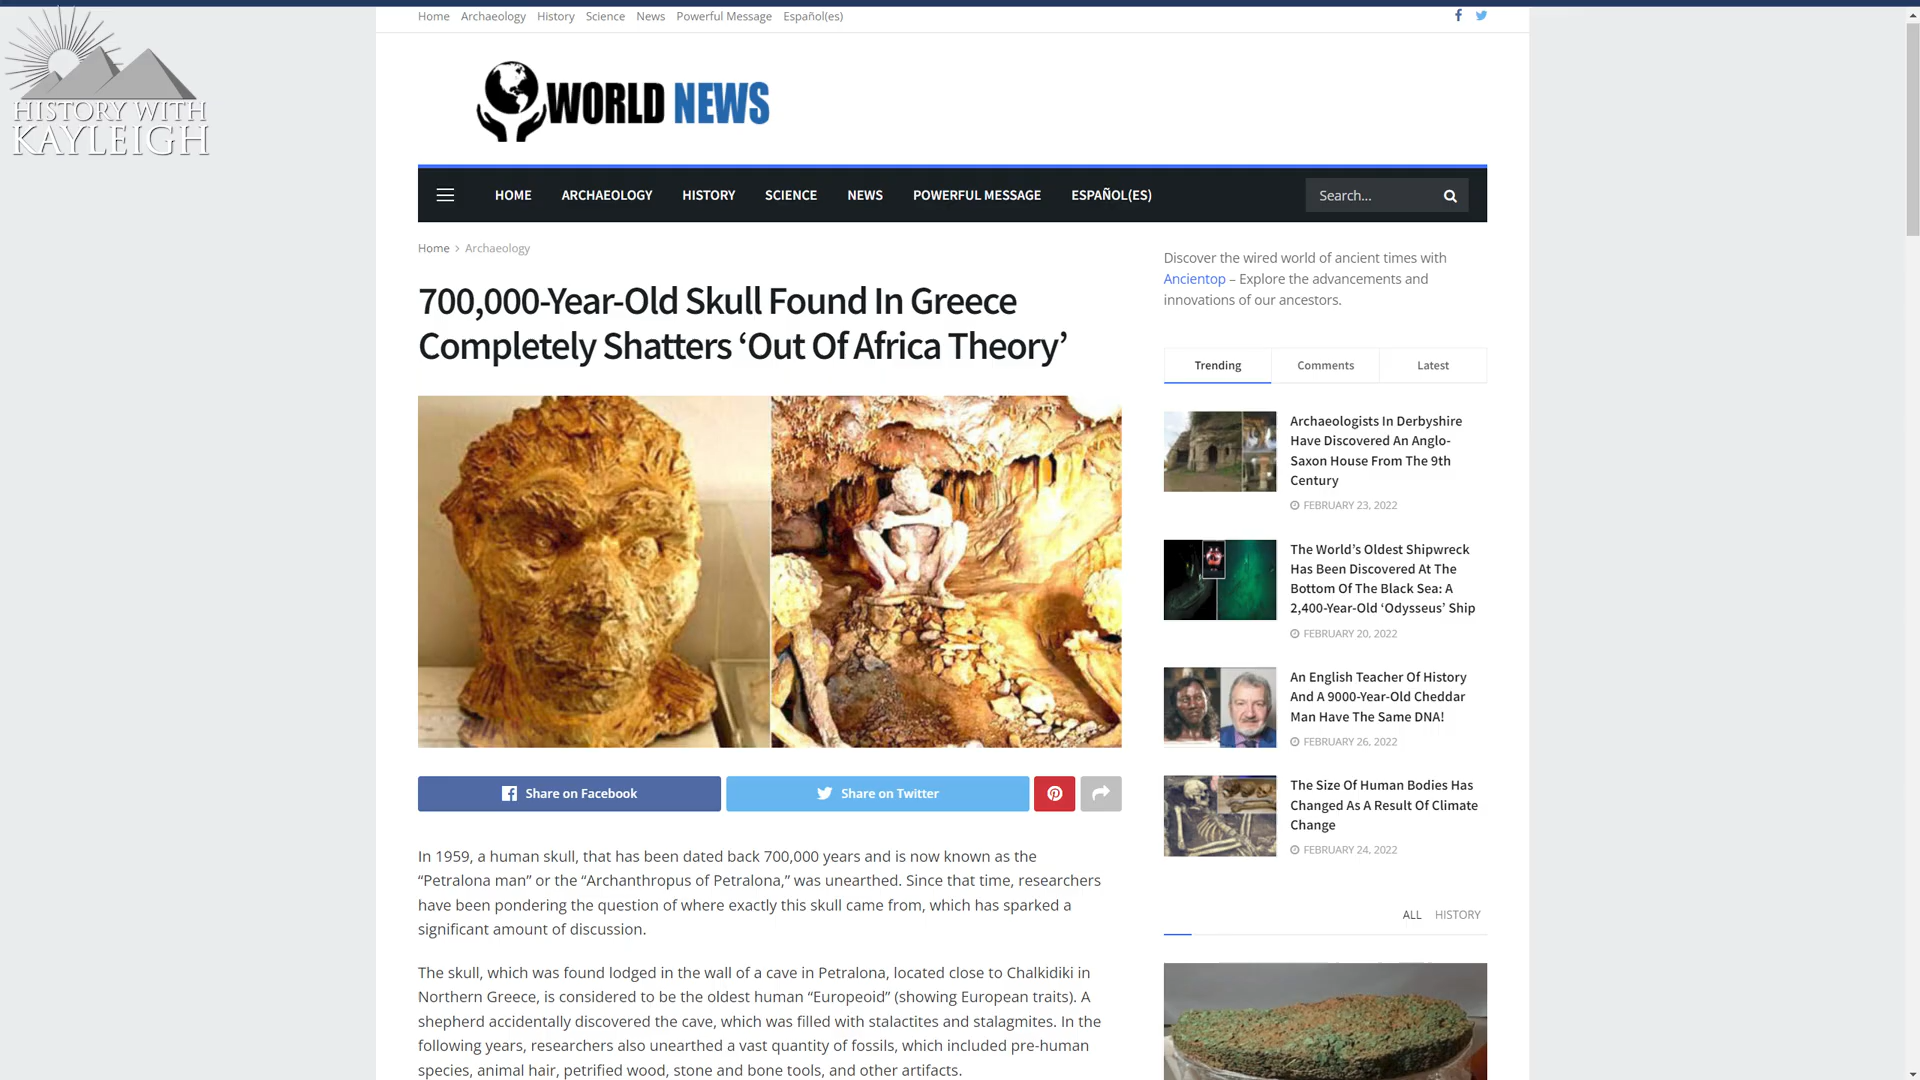 Home Archaeology History Science News Powerful Message Español(es)
HISTORY WITH
KAYLEIGH
WORLD NEWS
HOME ARCHAEOLOGY HISTORY SCIENCE NEWS POWERFUL MESSAGE ESPAÑOL(ES) Search...
Home > Archaeology
700,000-Year-Old Skull Found In Greece
Completely Shatters ‘Out Of Africa Theory’
Share on Facebook Share on Twitter
In 1959, a human skull, that has been dated back 700,000 years and is now known as the
“Petralona man” or the “Archanthropus of Petralona,” was unearthed. Since that time, researchers
have been pondering the question of where exactly this skull came from, which has sparked a
significant amount of discussion.
The skull, which was found lodged in the wall of a cave in Petralona, located close to Chalkidiki in
Northern Greece, is considered to be the oldest human “Europeoid” (showing European traits). A
shepherd accidentally discovered the cave, which was filled with stalactites and stalagmites. In the
following years, researchers also unearthed a vast quantity of fossils, which included pre-human
species, animal hair, petrified wood, stone and bone tools, and other artifacts.
Discover the wired world of ancient times with
Ancientop – Explore the advancements and
innovations of our ancestors.
Trending Comments Latest
Archaeologists In Derbyshire
Have Discovered An Anglo-
Saxon House From The 9th
Century
FEBRUARY 23, 2022
The World’s Oldest Shipwreck
Has Been Discovered At The
Bottom Of The Black Sea: A
2,400-Year-Old ‘Odysseus’ Ship
FEBRUARY 20, 2022
An English Teacher Of History
And A 9000-Year-Old Cheddar
Man Have The Same DNA!
FEBRUARY 26, 2022
The Size Of Human Bodies Has
Changed As A Result Of Climate
Change
FEBRUARY 24, 2022
ALL HISTORY